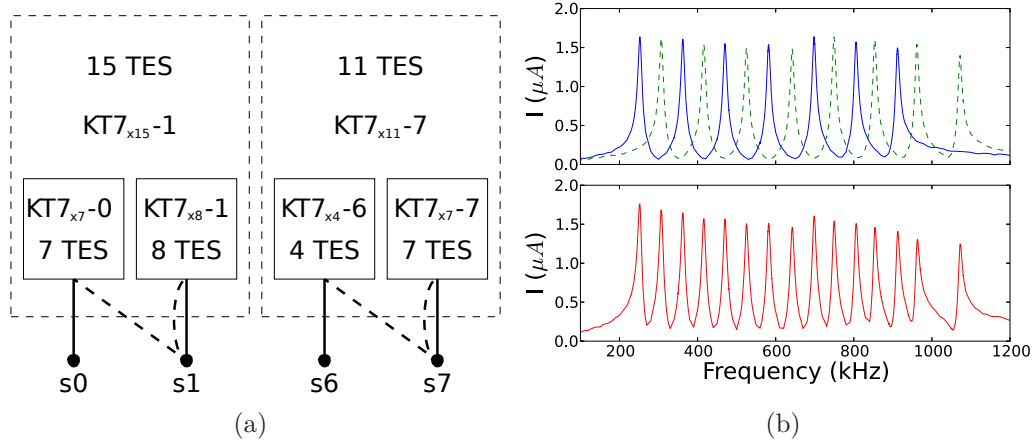 15 TES
KT7x15-1
KT7x7-0
7 TES
KT7x8-1
8 TES
s0
s1
11 TES
KT7x11-7
KT7x4-6
4 TES
KT7x7-7
7 TES
s6
s7
(a)
2.0
1.5
1.0
0.5
0.0
I (μA)
2.0
1.5
1.0
0.5
0.0
I (μA)
200 400 600 800 1000 1200
Frequency (kHz)
(b)